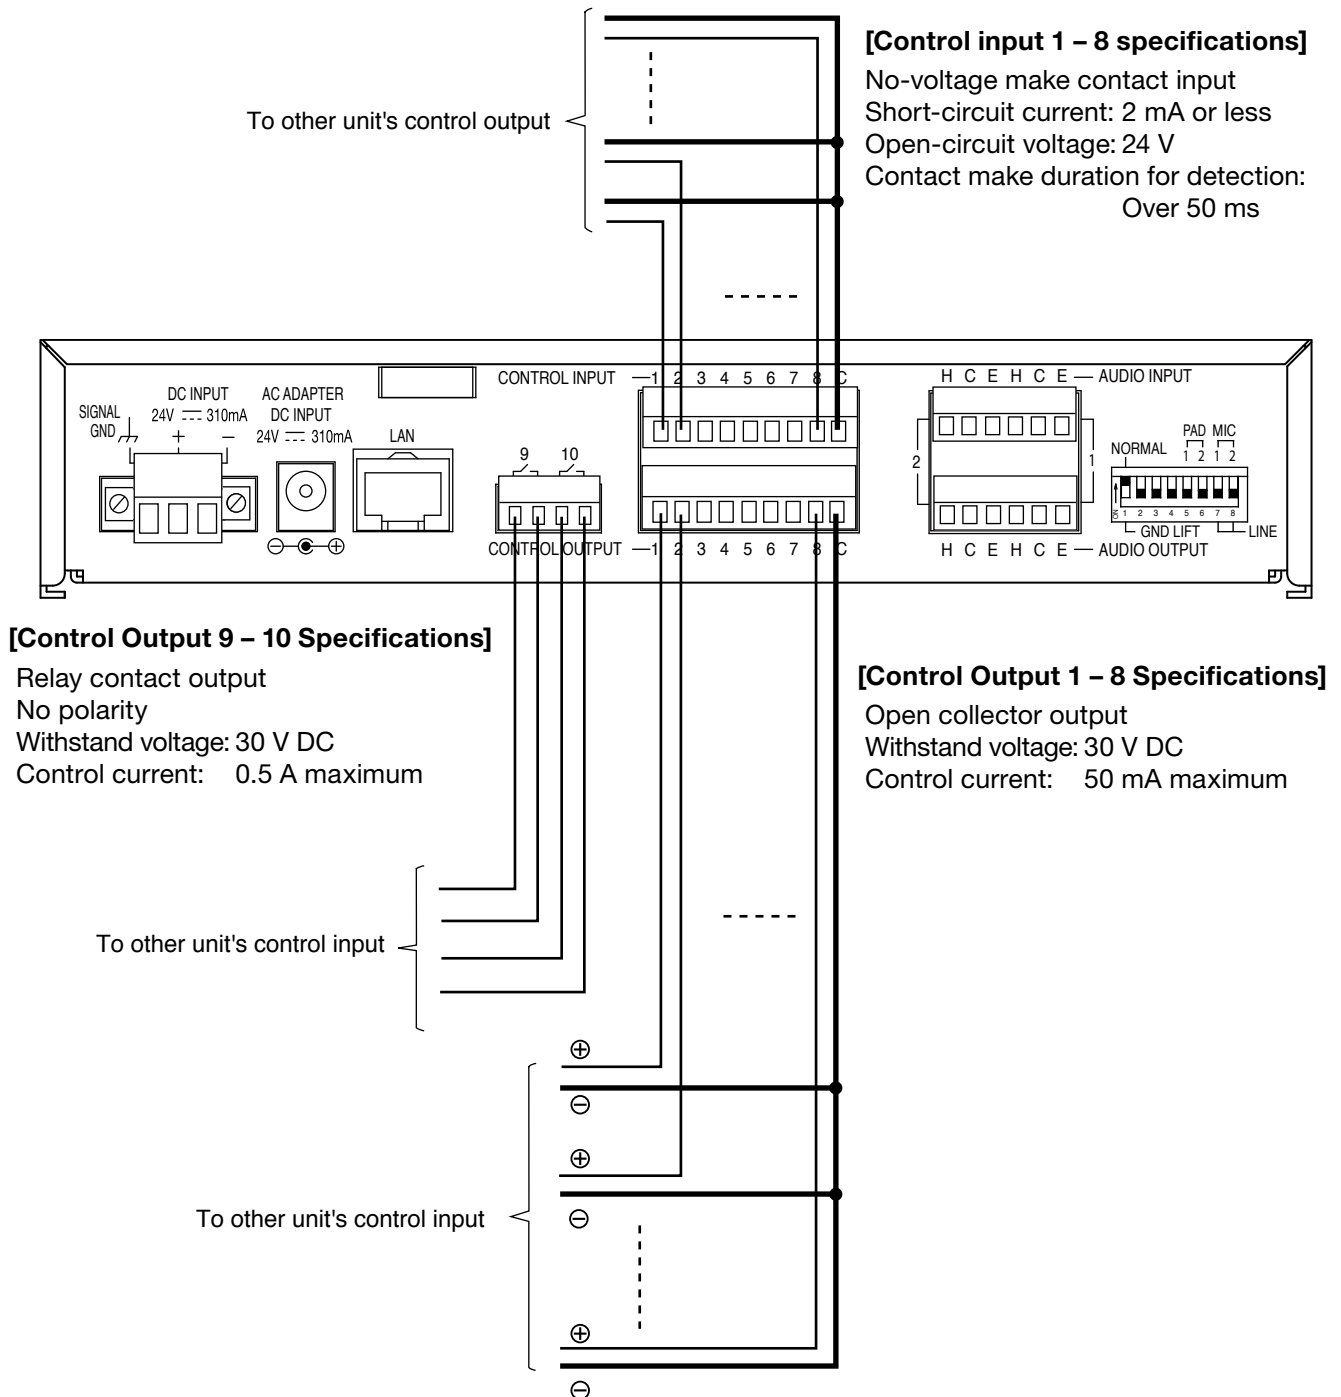 [Control input 1 – 8 specifications]
No-voltage make contact input
Short-circuit current: 2 mA or less
Open-circuit voltage: 24 V
Contact make duration for detection:
Over 50 ms
To other unit's control output
CONTROL INPUT 1 2 3 4 5 6 7 8 C
H C E H C E AUDIO INPUT
SIGNAL
GND
DC INPUT
24V 310mA
+ −
AC ADAPTER
DC INPUT
24V 310mA
LAN
9 10
2 1
PAD MIC
NORMAL 1 2 1 2
ON 1 2 3 4 5 6 7 8
GND LIFT LINE
⊖ ⊕
CONTROL OUTPUT 1 2 3 4 5 6 7 8 C
H C E H C E AUDIO OUTPUT
[Control Output 9 – 10 Specifications]
Relay contact output
No polarity
Withstand voltage: 30 V DC
Control current: 0.5 A maximum
[Control Output 1 – 8 Specifications]
Open collector output
Withstand voltage: 30 V DC
Control current: 50 mA maximum
To other unit's control input
⊕
⊖
⊕
To other unit's control input
⊖
⊕
⊖